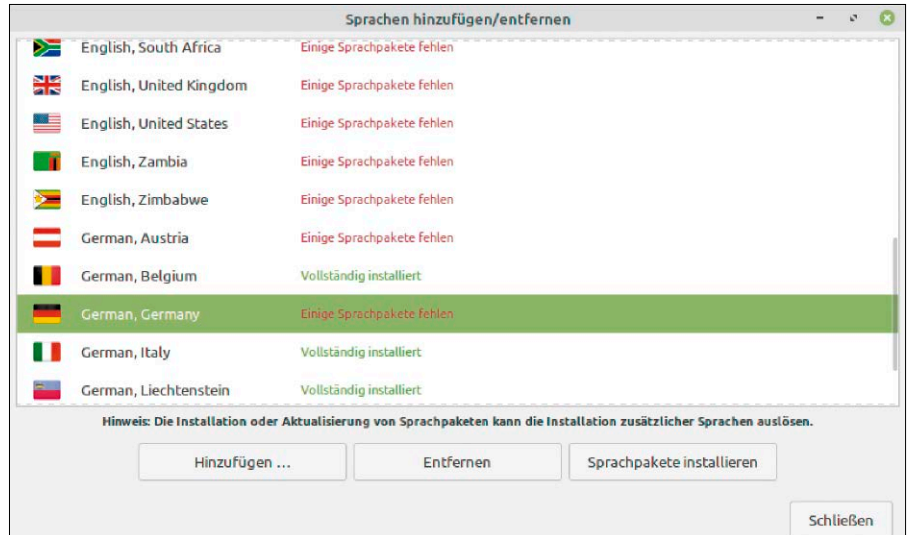 Sprachen hinzufügen/entfernen
English, South Africa Einige Sprachpakete fehlen
English, United Kingdom Einige Sprachpakete fehlen
English, United States Einige Sprachpakete fehlen
English, Zambia Einige Sprachpakete fehlen
English, Zimbabwe Einige Sprachpakete fehlen
German, Austria Einige Sprachpakete fehlen
German, Belgium Vollständig installiert
German, Germany Einige Sprachpakete fehlen
German, Italy Vollständig installiert
German, Liechtenstein Vollständig installiert
Hinweis: Die Installation oder Aktualisierung von Sprachpaketen kann die Installation zusätzlicher Sprachen auslösen.
Hinzufügen ... Entfernen Sprachpakete installieren
Schließen